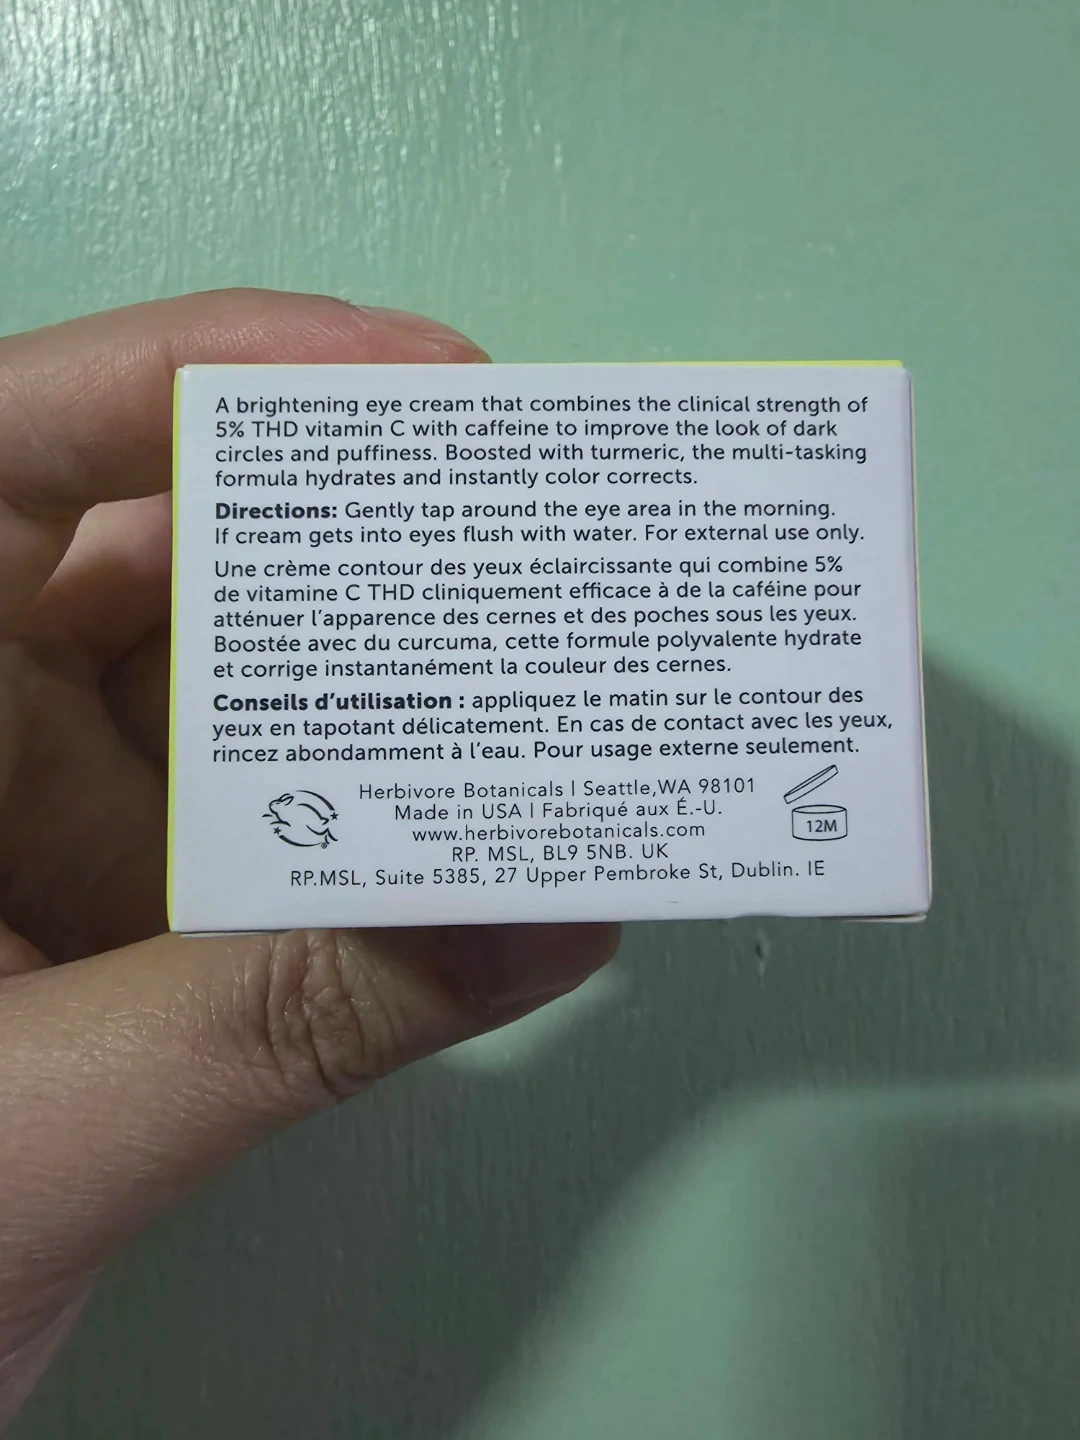 A brightening eye cream that combines the clinical strength of
5% THD vitamin C with caffeine to improve the look of dark
circles and puffiness. Boosted with turmeric, the multi-tasking
formula hydrates and instantly color corrects.
Directions: Gently tap around the eye area in the morning.
If cream gets into eyes flush with water. For external use only.
Une crème contour des yeux éclaircissante qui combine 5%
de vitamine C THD cliniquement efficace à de la caféine pour
atténuer l'apparence des cernes et des poches sous les yeux.
Boostée avec du curcuma, cette formule polyvalente hydrate
et corrige instantanément la couleur des cernes.
Conseils d'utilisation : appliquez le matin sur le contour des
yeux en tapotant délicatement. En cas de contact avec les yeux,
rincez abondamment à l'eau. Pour usage externe seulement.
Herbivore Botanicals | Seattle,WA 98101
Made in USA | Fabriqué aux É.-U.
www.herbivorebotanicals.com
RP. MSL, BL9 5NB. UK
RP.MSL, Suite 5385, 27 Upper Pembroke St, Dublin. IE
12M